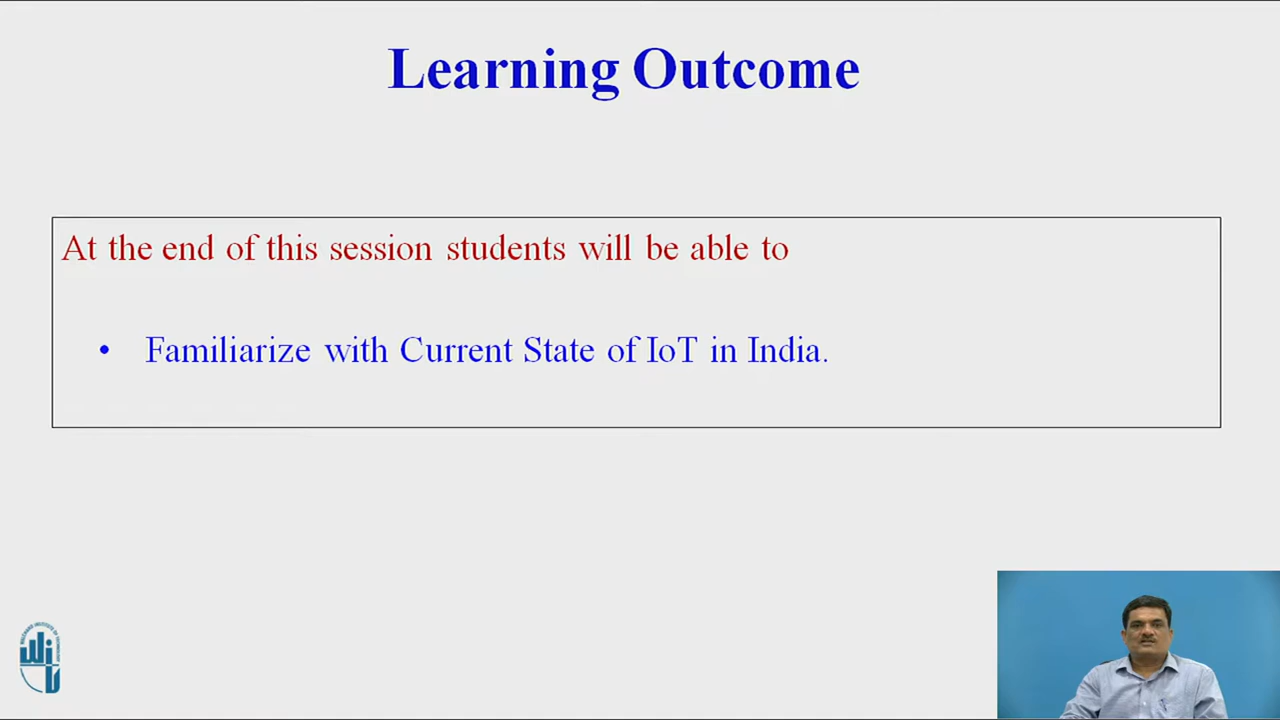 Learning Outcome
At the end of this session students will be able to
• Familiarize with Current State of IoT in India.
WIT